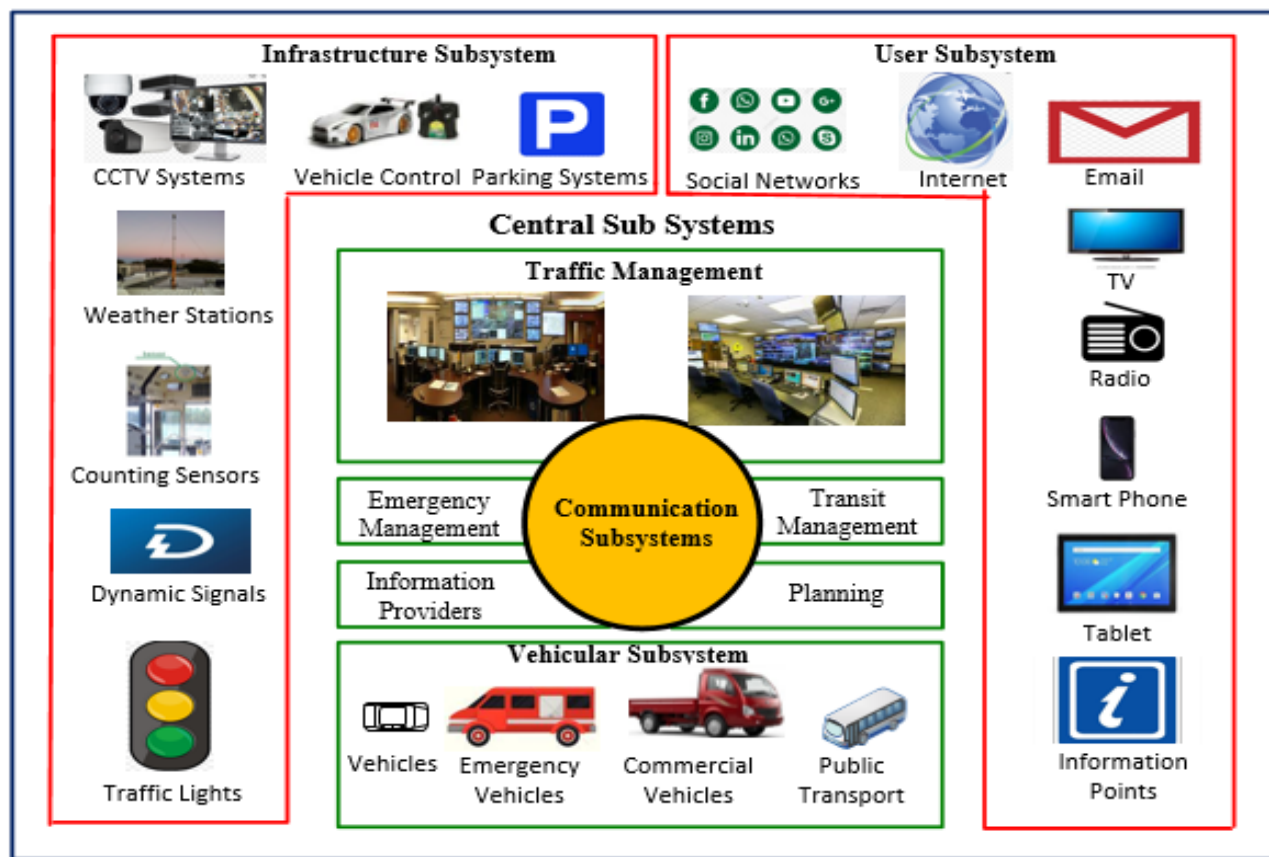 Infrastructure Subsystem
CCTV Systems
Vehicle Control
Parking Systems
P
Weather Stations
Counting Sensors
Dynamic Signals
Traffic Lights
User Subsystem
Social Networks
Internet
Email
TV
Radio
Smart Phone
Tablet
Information
Points
Central Sub Systems
Traffic Management
Emergency
Management
Transit
Management
Communication
Subsystems
Information
Providers
Planning
Vehicular Subsystem
Vehicles
Emergency
Vehicles
Commercial
Vehicles
Public
Transport